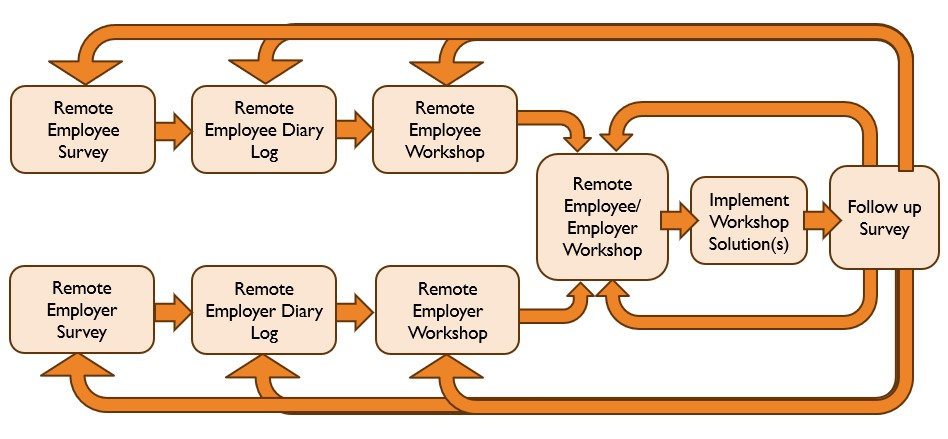 Remote
Employee
Survey
Remote
Employee Diary
Log
Remote
Employee
Workshop
Remote
Employee/
Employer
Workshop
Implement
Workshop
Solution(s)
Follow up
Survey
Remote
Employer
Survey
Remote
Employer Diary
Log
Remote
Employer
Workshop